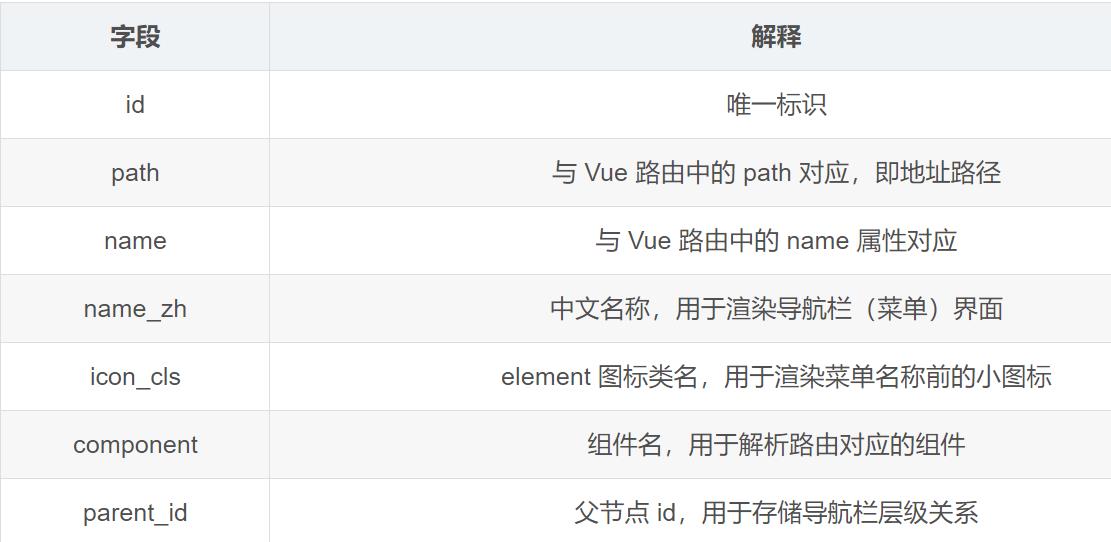 字段 解释
id 唯一标识
path 与 Vue 路由中的 path 对应，即地址路径
name 与 Vue 路由中的 name 属性对应
name_zh 中文名称，用于渲染导航栏（菜单）界面
icon_cls element 图标类名，用于渲染菜单名称前的小图标
component 组件名，用于解析路由对应的组件
parent_id 父节点 id，用于存储导航栏层级关系